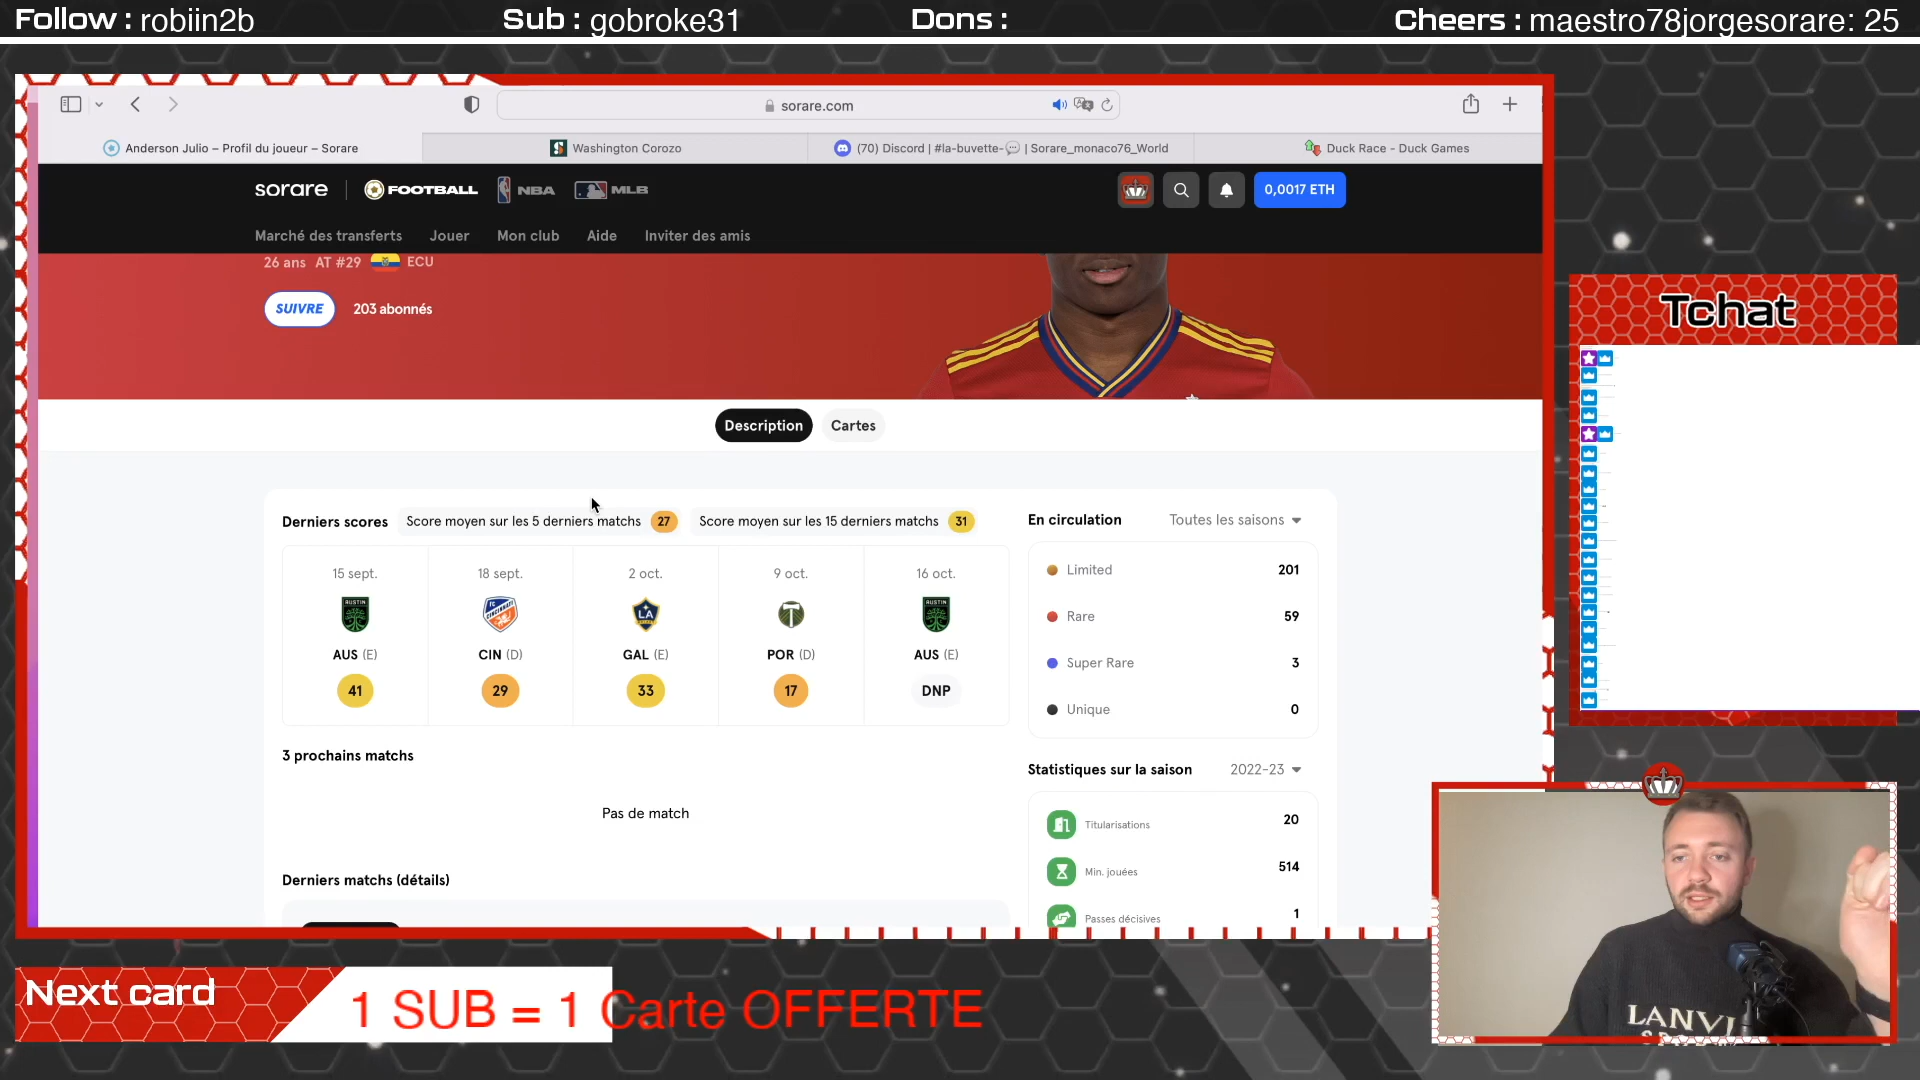 Follow : robiin2b
Sub : gobroke31
Dons :
Cheers : maestro78jorgesorare: 25
sorare.com
Anderson Julio – Profil du joueur – Sorare
Washington Corozo
(70) Discord | #la-buvette-💬 | Sorare_monaco76_World
Duck Race - Duck Games
sorare
FOOTBALL
NBA
MLB
0,0017 ETH
Marché des transferts
Jouer
Mon club
Aide
Inviter des amis
26 ans AT #29 ECU
SUIVRE
203 abonnés
Description
Cartes
Derniers scores
Score moyen sur les 5 derniers matchs 27
Score moyen sur les 15 derniers matchs 31
15 sept.
18 sept.
2 oct.
9 oct.
16 oct.
AUSTIN
FC CINCINNATI
LA
AUSTIN
AUS (E)
CIN (D)
GAL (E)
POR (D)
AUS (E)
41
29
33
17
DNP
3 prochains matchs
Pas de match
Derniers matchs (détails)
En circulation
Toutes les saisons
Limited 201
Rare 59
Super Rare 3
Unique 0
Statistiques sur la saison
2022-23
Titularisations 20
Min. jouées 514
Passes décisives 1
Tchat
LANVI
Next card
1 SUB = 1 Carte OFFERTE